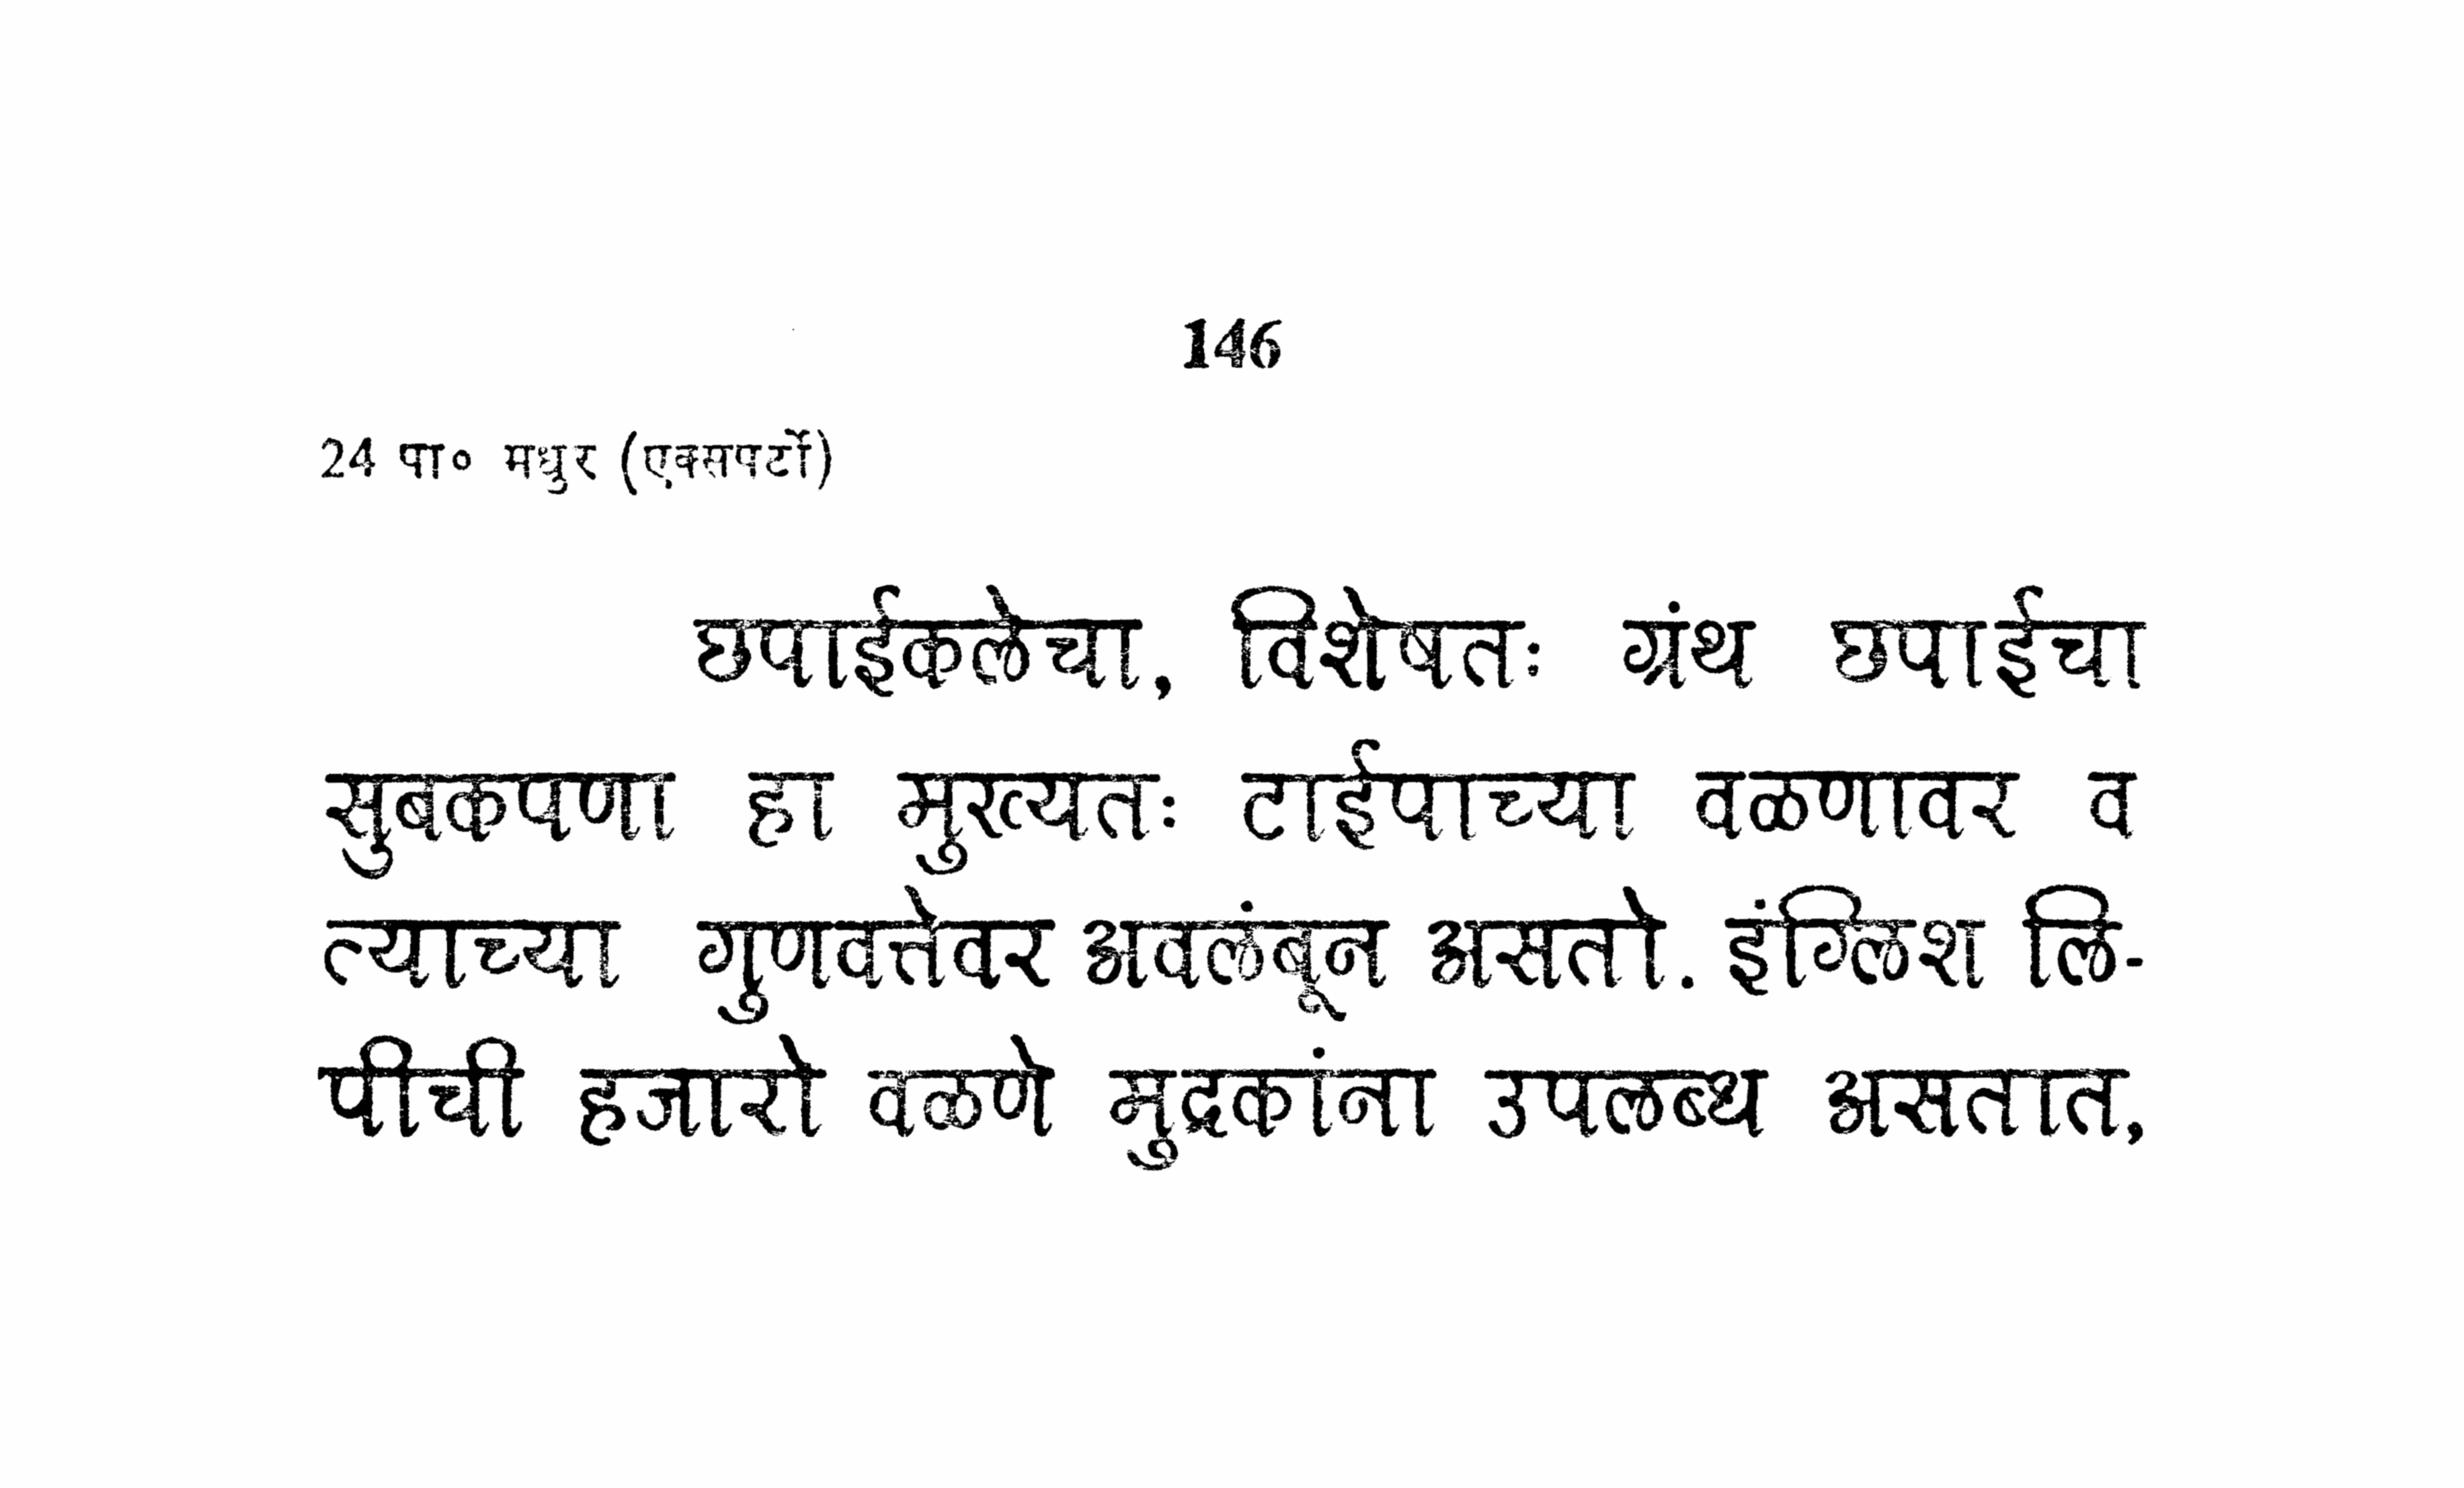 146
24 पा० मधुर (एक्सपर्टो)
छपाईकलेचा, विशेषतः ग्रंथ छपाईचा
सुबकपणा हा मुख्यतः टाईपाच्या वळणावर व
त्याच्या गुणवत्तेवर अवलंबून असतो. इंग्लिश लि-
पीची हजारो वळणे मुद्रकांना उपलब्ध असतात,